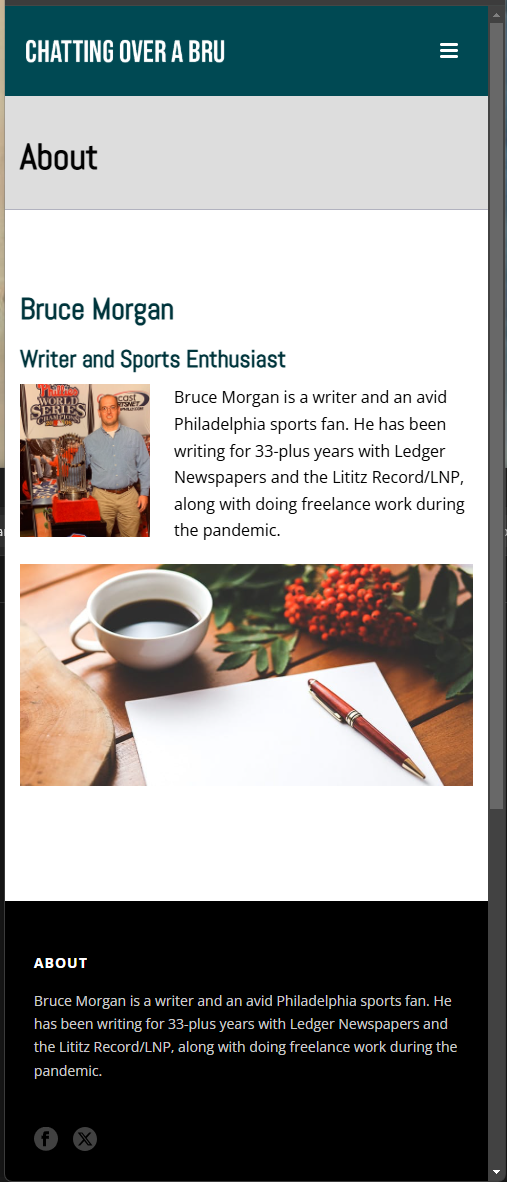 CHATTING OVER A BRU
About
Bruce Morgan
Writer and Sports Enthusiast
Phillies
WORLD
SERIES
CHAMPIONS
Bruce Morgan is a writer and an avid
Philadelphia sports fan. He has been
writing for 33-plus years with Ledger
Newspapers and the Lititz Record/LNP,
along with doing freelance work during
the pandemic.
ABOUT
Bruce Morgan is a writer and an avid Philadelphia sports fan. He
has been writing for 33-plus years with Ledger Newspapers and
the Lititz Record/LNP, along with doing freelance work during the
pandemic.